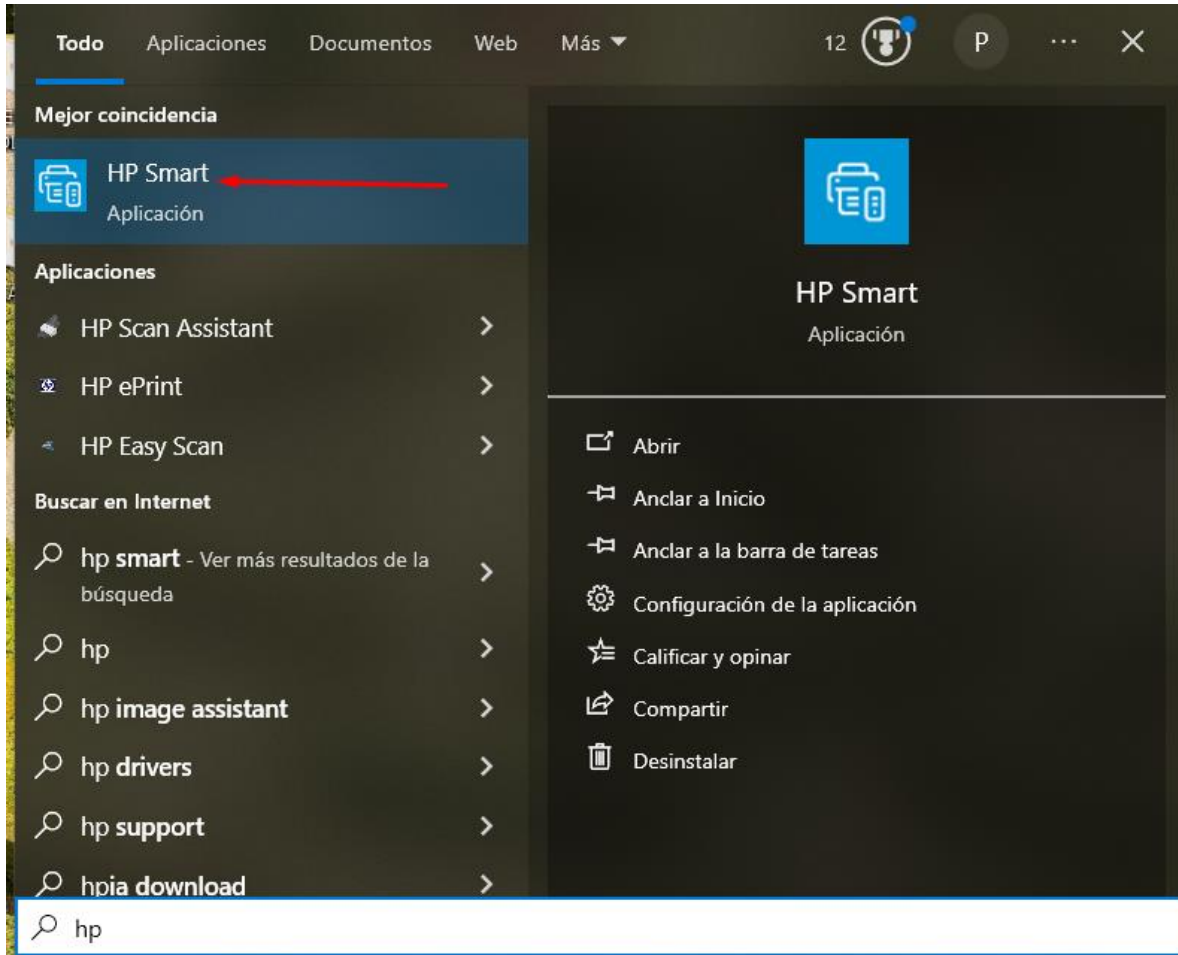 Todo Aplicaciones Documentos Web Más 12 P ...
Mejor coincidencia
HP Smart
Aplicación
Aplicaciones
HP Scan Assistant
HP ePrint
HP Easy Scan
Buscar en Internet
hp smart - Ver más resultados de la
búsqueda
hp
hp image assistant
hp drivers
hp support
hpia download
HP Smart
Aplicación
Abrir
Anclar a Inicio
Anclar a la barra de tareas
Configuración de la aplicación
Calificar y opinar
Compartir
Desinstalar
hp